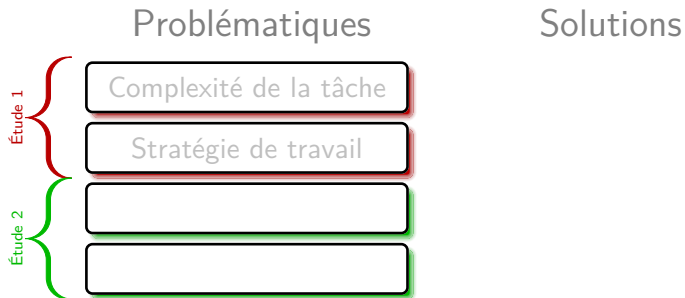 Problématiques Solutions
Étude 1
Complexité de la tâche
Stratégie de travail
Étude 2